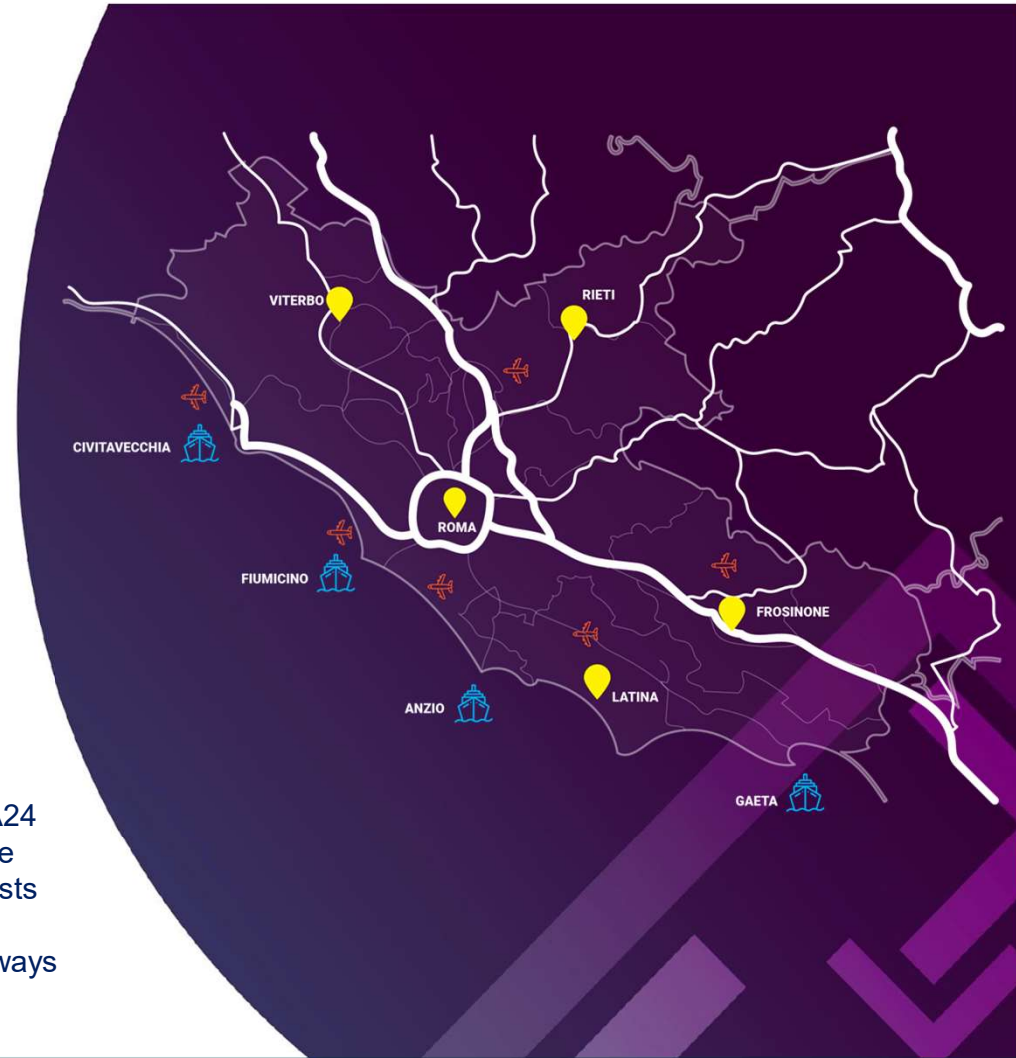 VITERBO
RIETI
CIVITAVECCHIA
ROMA
FIUMICINO
FROSINONE
LATINA
ANZIO
GAETA